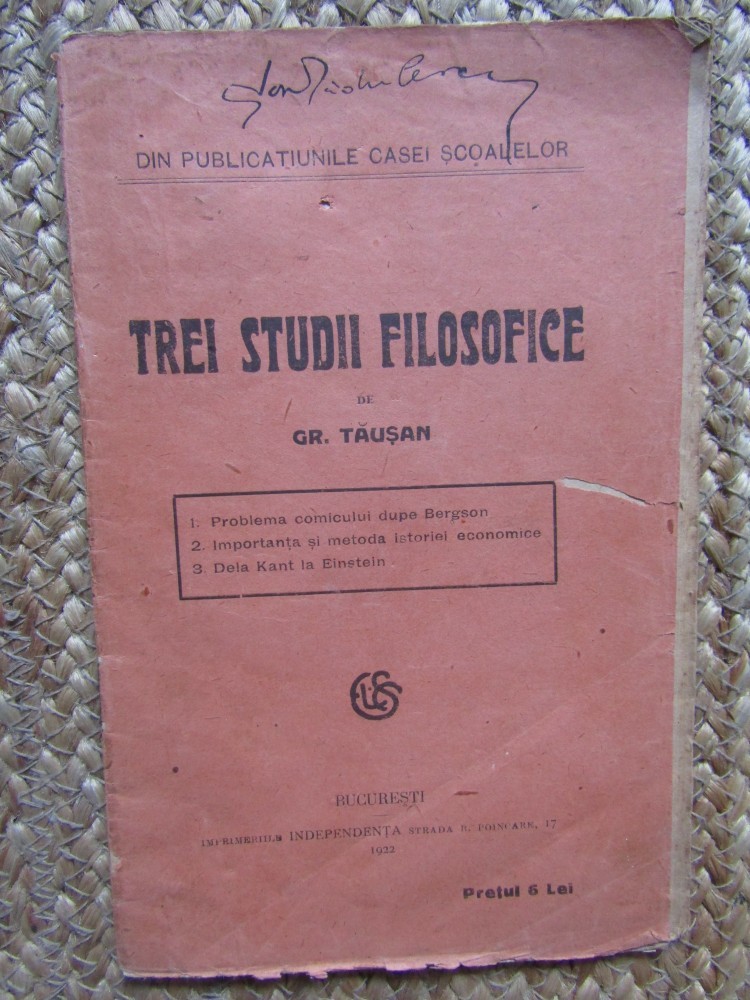 DIN PUBLICATIUNILE CASEI ȘCOALELOR
TREI STUDII FILOSOFICE
DE
GR. TĂUȘAN
1. Problema comicului dupe Bergson
2. Importanța și metoda istoriei economice
3. Dela Kant la Einstein
BUCUREȘTI
IMPRIMERIILE INDEPENDENȚA STRADA R. POINCARE, 17
1922
Prețul 6 Lei